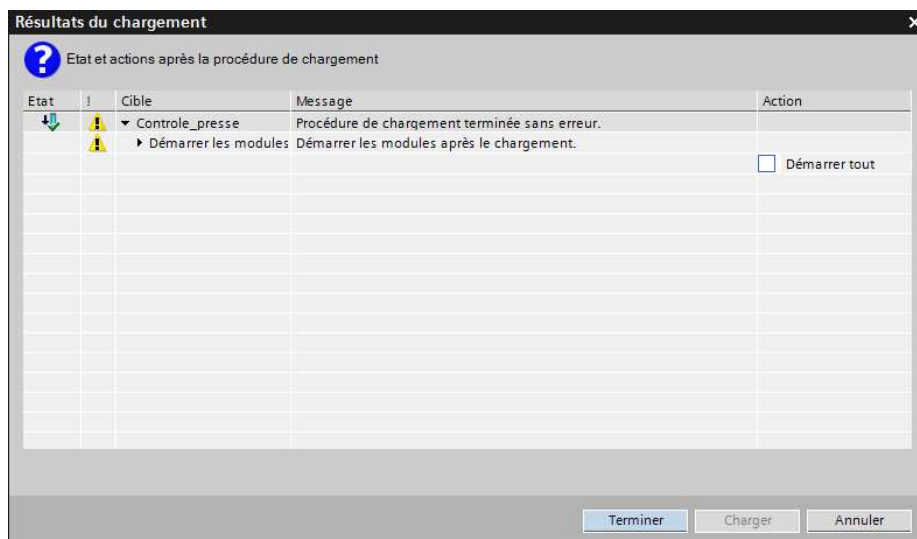 Résultats du chargement
Etat et actions après la procédure de chargement
Etat ! Cible Message Action
Controle_presse Procédure de chargement terminée sans erreur.
Démarrer les modules Démarrer les modules après le chargement.
Démarrer tout
Terminer Charger Annuler